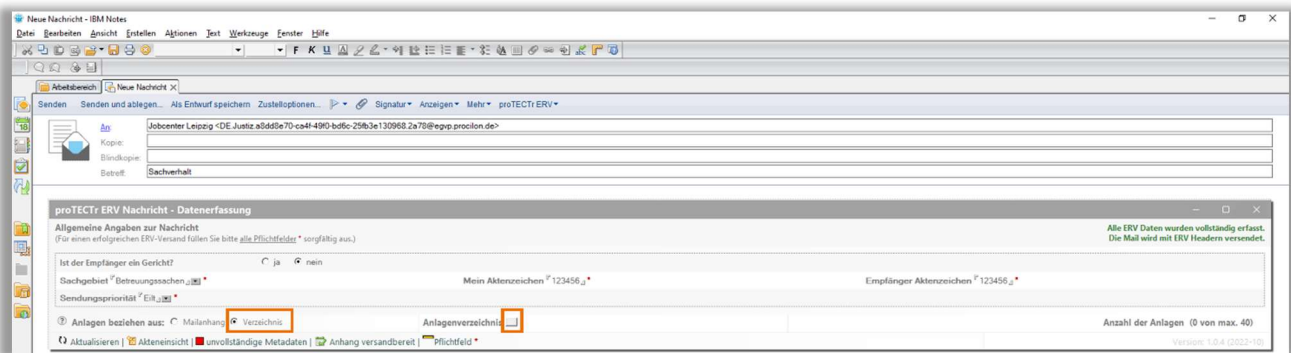 Neue Nachricht - IBM Notes
Datei Bearbeiten Ansicht Erstellen Aktionen Text Werkzeuge Fenster Hilfe
F K U
Arbeitsbereich Neue Nachricht X
Senden Senden und ablegen... Als Entwurf speichern Zustelloptionen... Signatur Anzeigen Mehr proTECTr ERV
18
An: Jobcenter Leipzig <DE.Justiz.a8dd8e70-ca4f-49f0-bd6c-25fb3e130968.2a78@egvp.procilon.de>
Kopie:
Blindkopie:
Betreff: Sachverhalt
proTECTr ERV Nachricht - Datenerfassung
Allgemeine Angaben zur Nachricht Alle ERV Daten wurden vollständig erfasst.
(Für einen erfolgreichen ERV-Versand füllen Sie bitte alle Pflichtfelder * sorgfältig aus.) Die Mail wird mit ERV Headern versendet.
Ist der Empfänger ein Gericht? ja nein
Sachgebiet Betreuungssachen * Mein Aktenzeichen 123456 * Empfänger Aktenzeichen 123456 *
Sendungspriorität Eilt *
Anlagen beziehen aus: Mailanhang Verzeichnis Anlagenverzeichnis Anzahl der Anlagen (0 von max. 40)
Aktualisieren | Akteneinsicht | unvollständige Metadaten | Anhang versandbereit | Pflichtfeld * Version: 1.0.4 (2022-10)